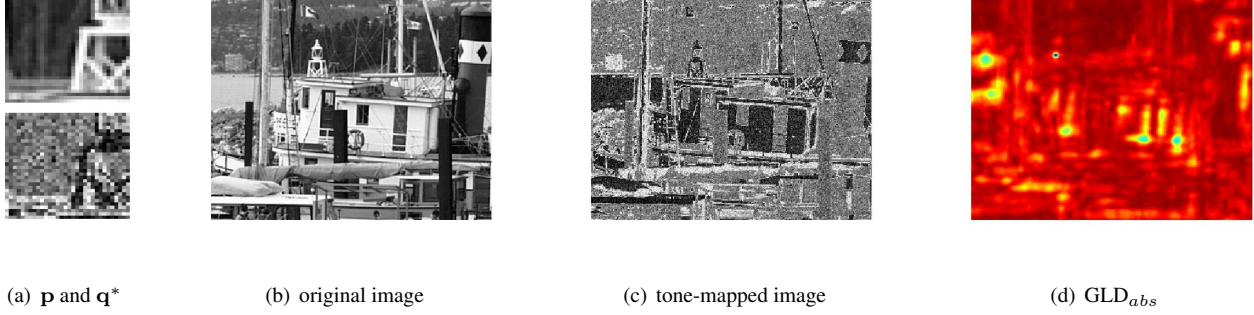 (a) p and q*
(b) original image
(c) tone-mapped image
(d) GLD_abs